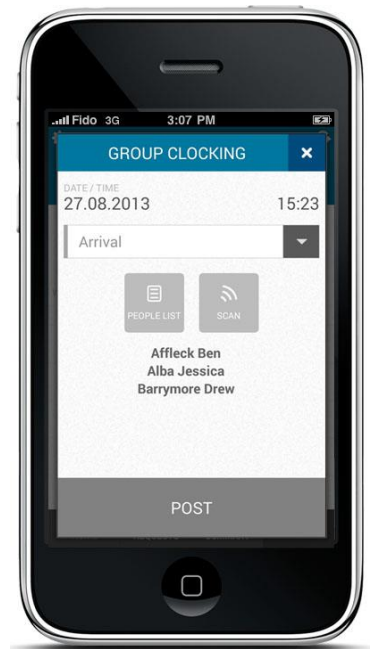 Fido 3G 3:07 PM
GROUP CLOCKING ×
DATE / TIME
27.08.2013 15:23
Arrival
PEOPLE LIST SCAN
Affleck Ben
Alba Jessica
Barrymore Drew
POST